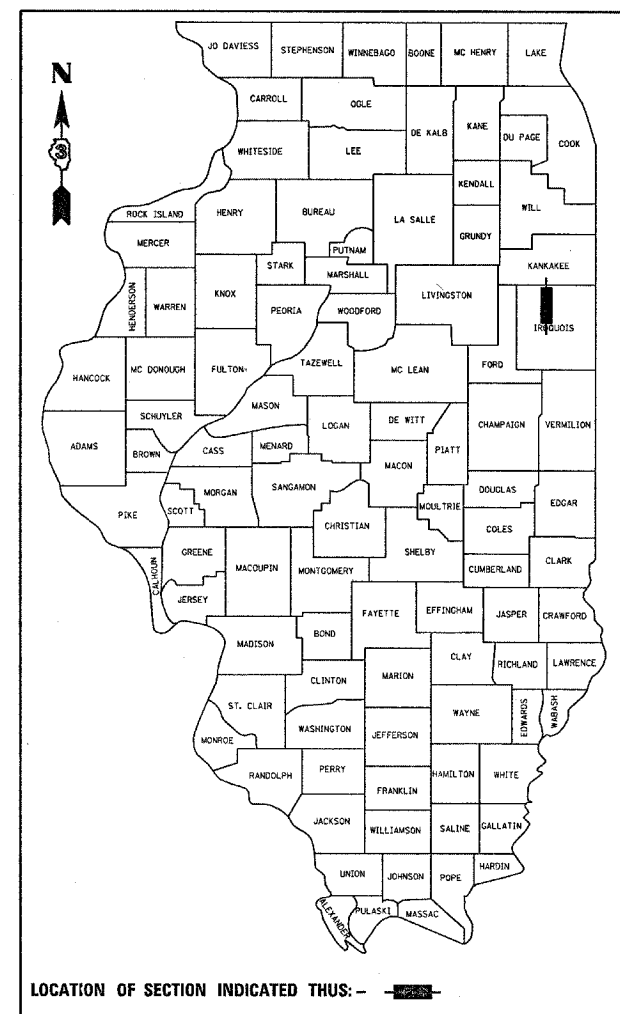 JO DAVIESS STEPHENSON WINNEBAGO BOONE MC HENRY LAKE
N
CARROLL OGLE DE KALB KANE DU PAGE COOK
3
WHITESIDE LEE
KENDALL
ROCK ISLAND HENRY BUREAU LA SALLE WILL
MERCER PUTNAM GRUNDY
STARK MARSHALL KANKAKEE
HENDERSON WARREN KNOX PEORIA WOODFORD LIVINGSTON IROQUOIS
HANCOCK MC DONOUGH FULTON TAZEWELL MC LEAN FORD
SCHUYLER MASON LOGAN DE WITT CHAMPAIGN VERMILION
ADAMS BROWN CASS MENARD MACON PIATT
PIKE SCOTT MORGAN SANGAMON MOULTRIE DOUGLAS EDGAR
CHRISTIAN COLES
CALHOUN GREENE MACOUPIN MONTGOMERY SHELBY CUMBERLAND CLARK
JERSEY FAYETTE EFFINGHAM JASPER CRAWFORD
MADISON BOND CLAY RICHLAND LAWRENCE
CLINTON MARION
ST. CLAIR WASHINGTON WAYNE EDWARDS WABASH
MONROE JEFFERSON
RANDOLPH PERRY HAMILTON WHITE
FRANKLIN
JACKSON WILLIAMSON SALINE GALLATIN
UNION JOHNSON POPE HARDIN
ALEXANDER PULASKI MASSAC
LOCATION OF SECTION INDICATED THUS: -